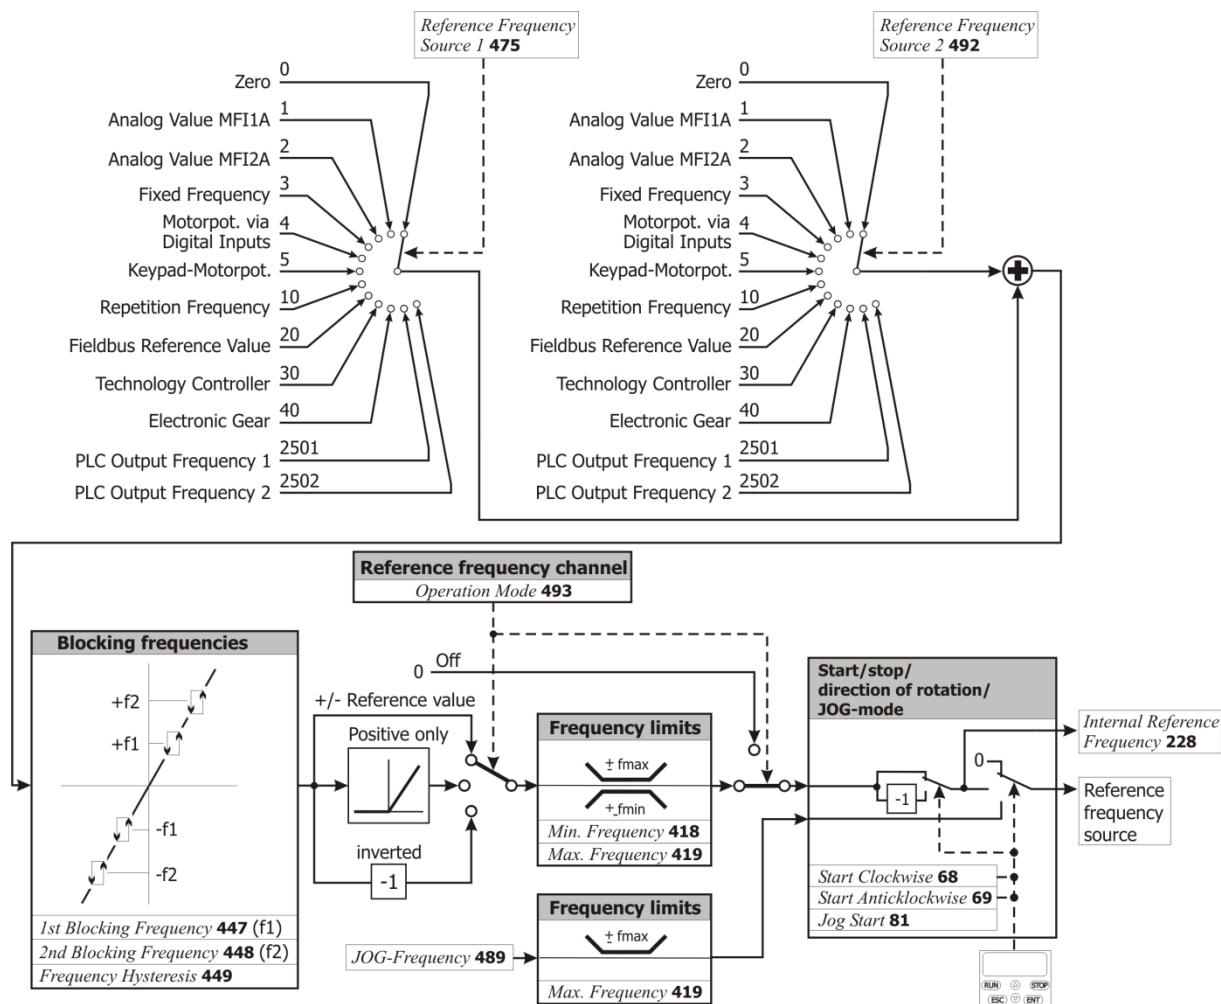 Reference Frequency
Source 1 475
Reference Frequency
Source 2 492
Zero 0
Analog Value MFI1A 1
Analog Value MFI2A 2
Fixed Frequency 3
Motorpot. via
Digital Inputs 4
Keypad-Motorpot. 5
Repetition Frequency 10
Fieldbus Reference Value 20
Technology Controller 30
Electronic Gear 40
PLC Output Frequency 1 2501
PLC Output Frequency 2 2502
Zero 0
Analog Value MFI1A 1
Analog Value MFI2A 2
Fixed Frequency 3
Motorpot. via
Digital Inputs 4
Keypad-Motorpot. 5
Repetition Frequency 10
Fieldbus Reference Value 20
Technology Controller 30
Electronic Gear 40
PLC Output Frequency 1 2501
PLC Output Frequency 2 2502
Reference frequency channel
Operation Mode 493
Blocking frequencies
+f2
+f1
-f1
-f2
1st Blocking Frequency 447 (f1)
2nd Blocking Frequency 448 (f2)
Frequency Hysteresis 449
0 Off
+/- Reference value
Positive only
inverted
-1
Frequency limits
± fmax
± fmin
Min. Frequency 418
Max. Frequency 419
JOG-Frequency 489
Frequency limits
± fmax
Max. Frequency 419
Start/stop/
direction of rotation/
JOG-mode
0
-1
Start Clockwise 68
Start Anticklockwise 69
Jog Start 81
Internal Reference
Frequency 228
Reference
frequency
source
RUN STOP
ESC ENT